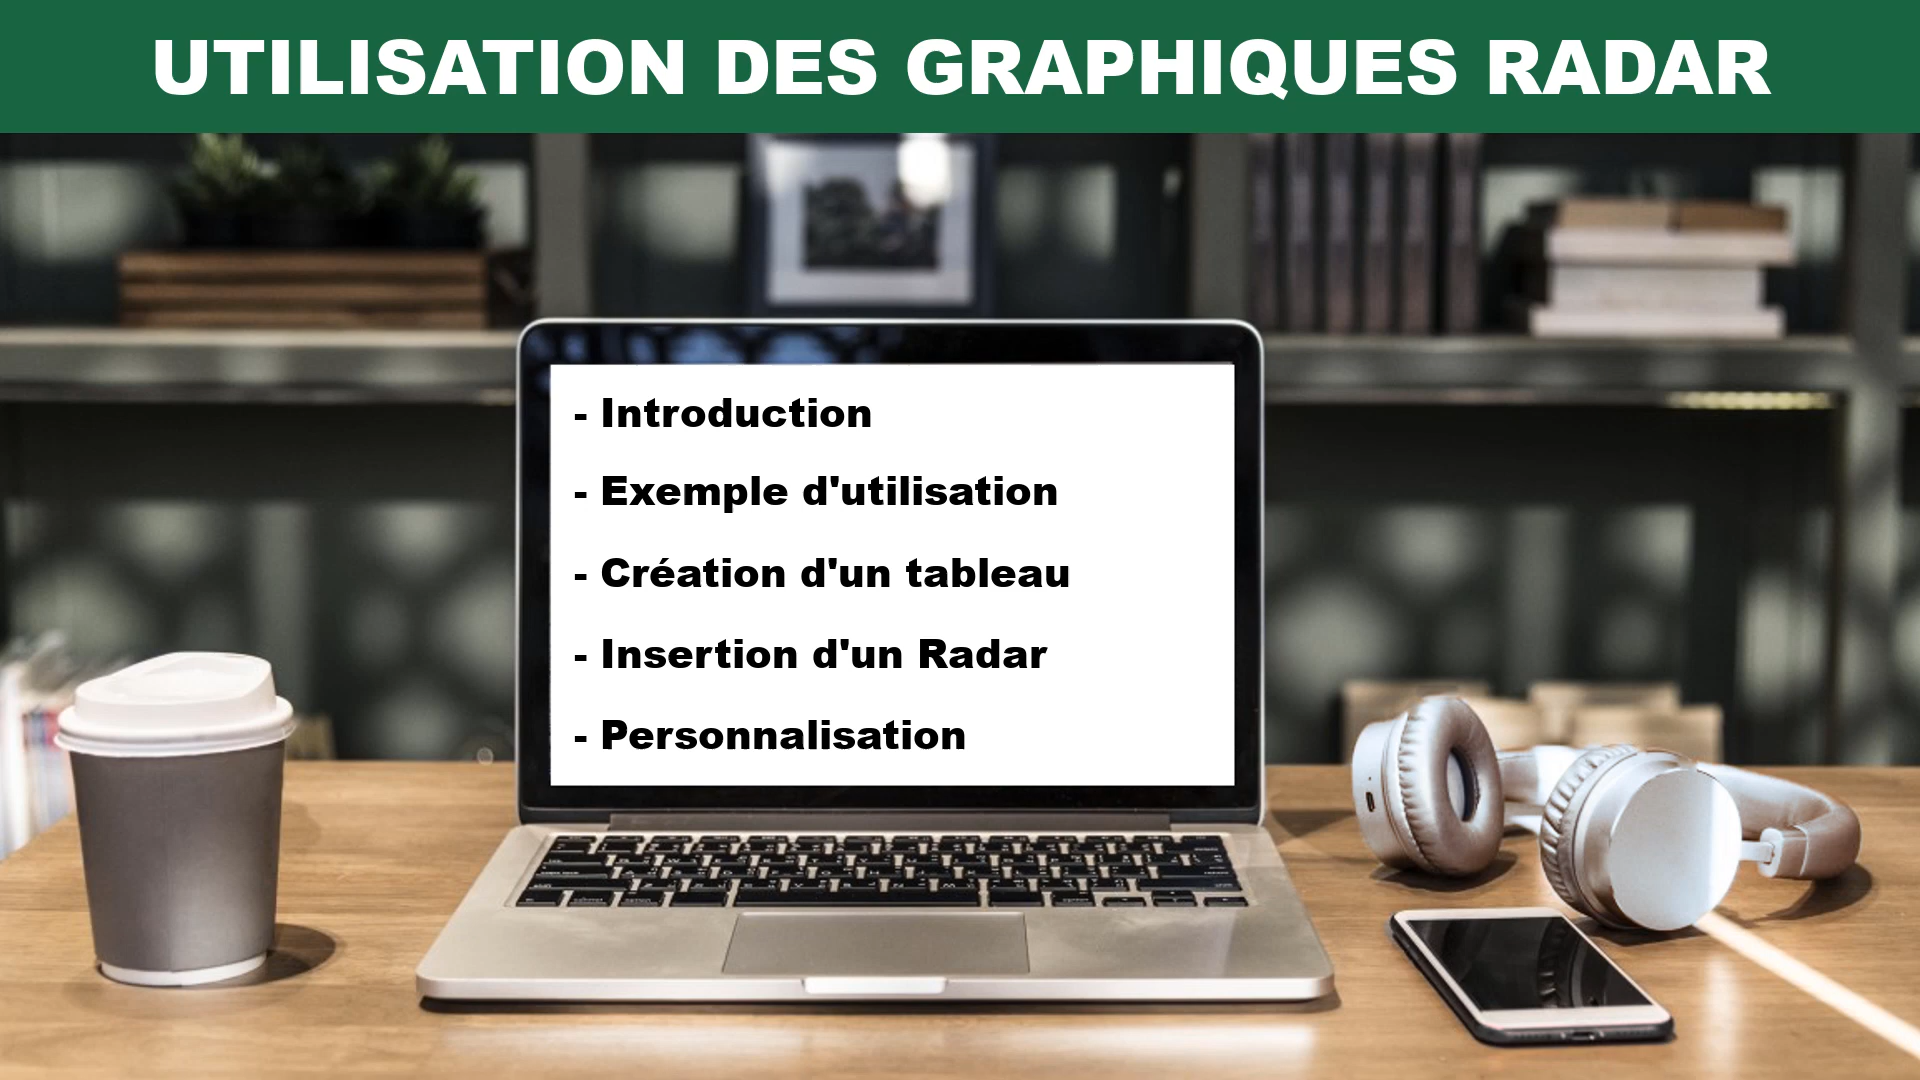 UTILISATION DES GRAPHIQUES RADAR
- Introduction
- Exemple d'utilisation
- Création d'un tableau
- Insertion d'un Radar
- Personnalisation